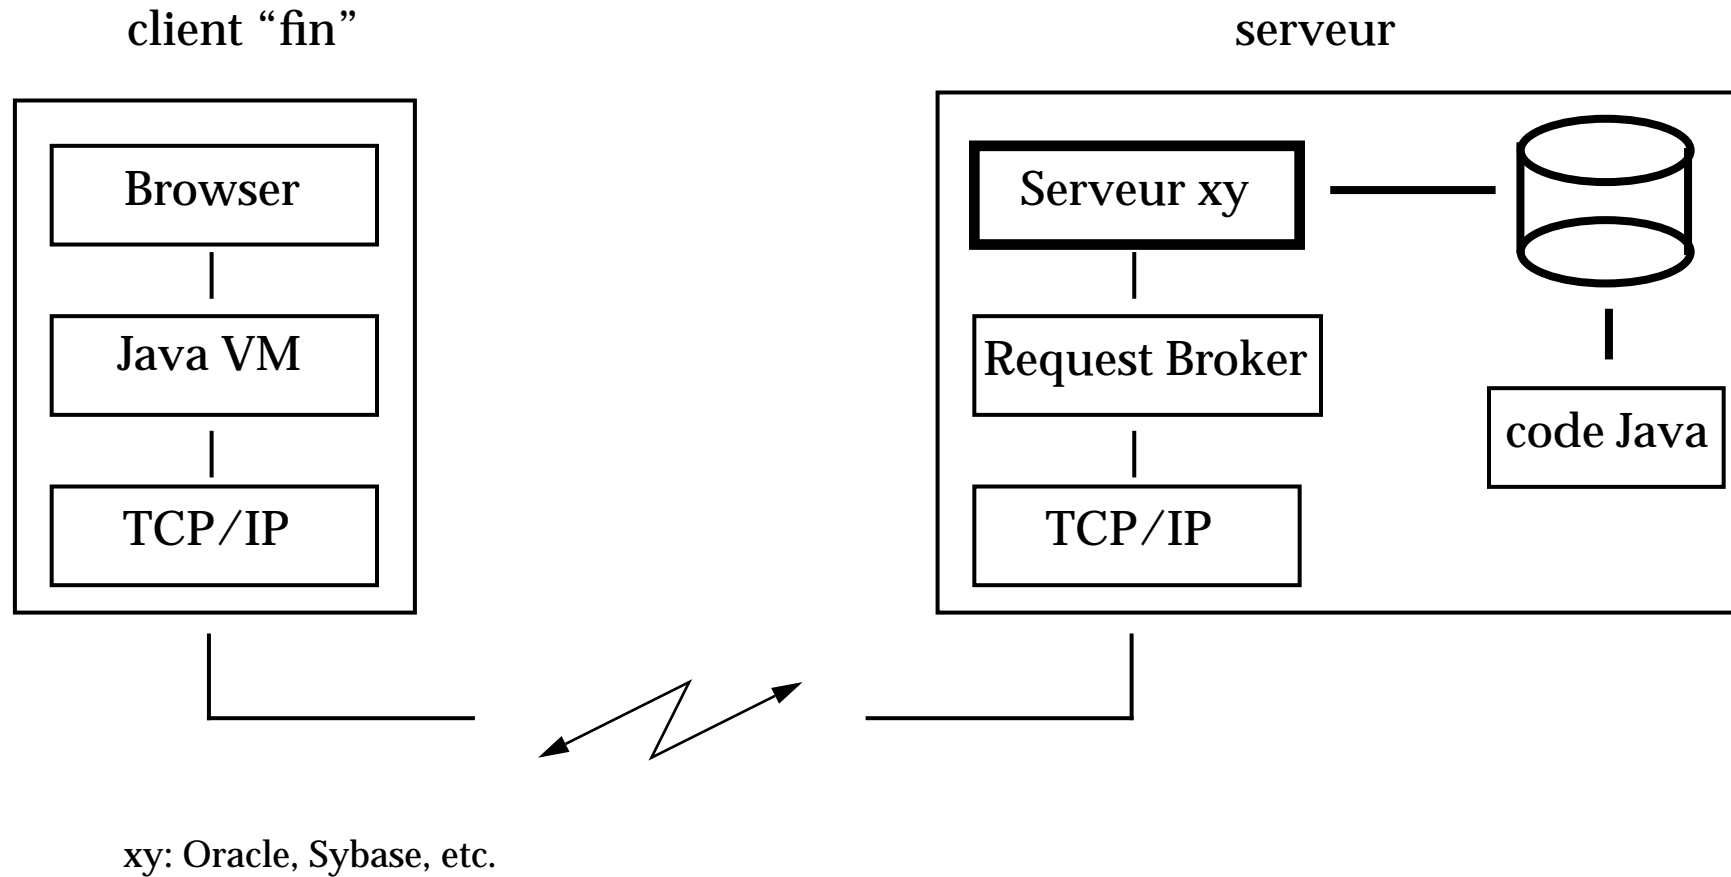 client “fin”
serveur
Browser
Java VM
TCP/IP
Serveur xy
Request Broker
TCP/IP
code Java
xy: Oracle, Sybase, etc.